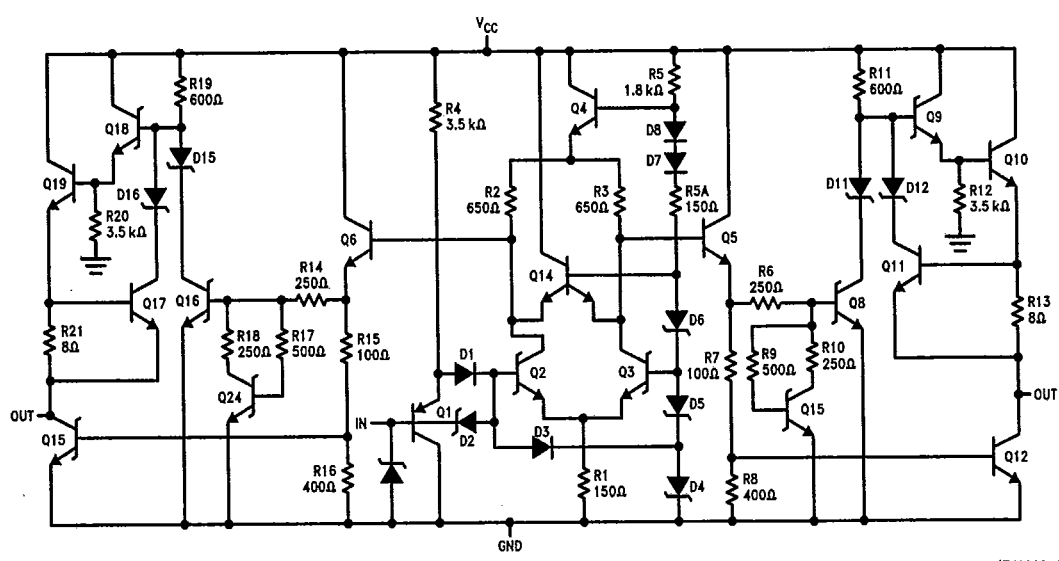 VCC
R19
600Ω
Q18
D15
D16
Q19
R20
3.5 kΩ
Q17
Q16
R21
8Ω
OUT
Q15
R18
250Ω
R17
500Ω
Q24
R14
250Ω
Q6
R15
100Ω
R16
400Ω
R4
3.5 kΩ
D1
IN
Q1
D2
D3
Q2
Q3
R1
150Ω
GND
Q4
R5
1.8 kΩ
D8
D7
R5A
150Ω
R2
650Ω
R3
650Ω
Q14
Q5
D6
D5
D4
R7
100Ω
R8
400Ω
R6
250Ω
R9
500Ω
R10
250Ω
Q15
Q8
R11
600Ω
D11
D12
Q9
Q10
R12
3.5 kΩ
Q11
R13
8Ω
OUT
Q12